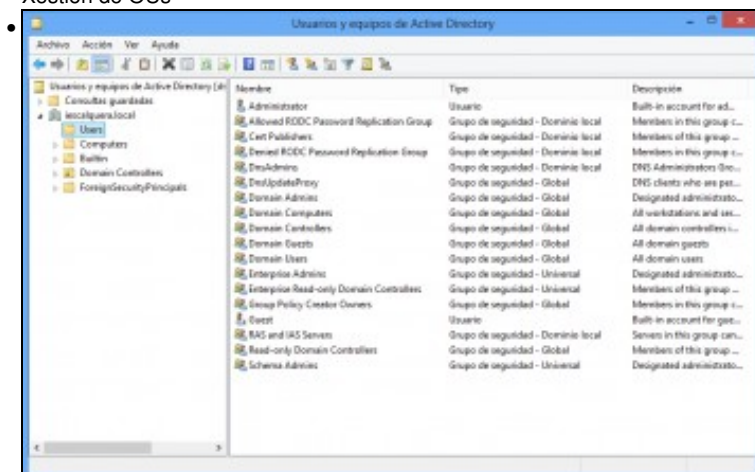 Xestión de OUs
Usuarios y equipos de Active Directory
Archivo Acción Ver Ayuda
Usuarios y equipos de Active Directory [de
Consultas guardadas
iescalquera.local
Users
Computers
Builtin
Domain Controllers
ForeignSecurityPrincipals
Nombre Tipo Descripción
Administrator Usuario Built-in account for ad...
Allowed RODC Password Replication Group Grupo de seguridad - Dominio local Members in this group c...
Cert Publishers Grupo de seguridad - Dominio local Members of this group ...
Denied RODC Password Replication Group Grupo de seguridad - Dominio local Members in this group c...
DnsAdmins Grupo de seguridad - Dominio local DNS Administrators Gro...
DnsUpdateProxy Grupo de seguridad - Global DNS clients who are per...
Domain Admins Grupo de seguridad - Global Designated administrato...
Domain Computers Grupo de seguridad - Global All workstations and ser...
Domain Controllers Grupo de seguridad - Global All domain controllers i...
Domain Guests Grupo de seguridad - Global All domain guests
Domain Users Grupo de seguridad - Global All domain users
Enterprise Admins Grupo de seguridad - Universal Designated administrato...
Enterprise Read-only Domain Controllers Grupo de seguridad - Universal Members of this group ...
Group Policy Creator Owners Grupo de seguridad - Global Members in this group c...
Guest Usuario Built-in account for gue...
RAS and IAS Servers Grupo de seguridad - Dominio local Servers in this group can...
Read-only Domain Controllers Grupo de seguridad - Global Members of this group ...
Schema Admins Grupo de seguridad - Universal Designated administrato...